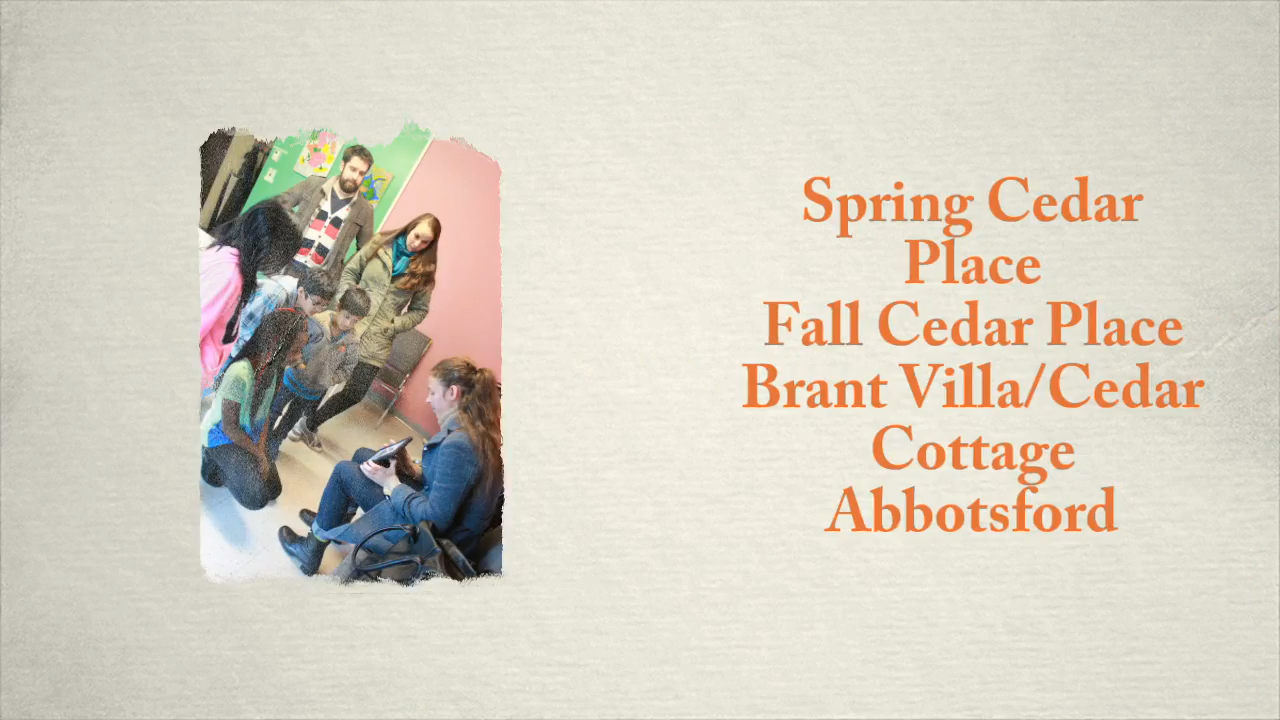 Spring Cedar
Place
Fall Cedar Place
Brant Villa/Cedar
Cottage
Abbotsford